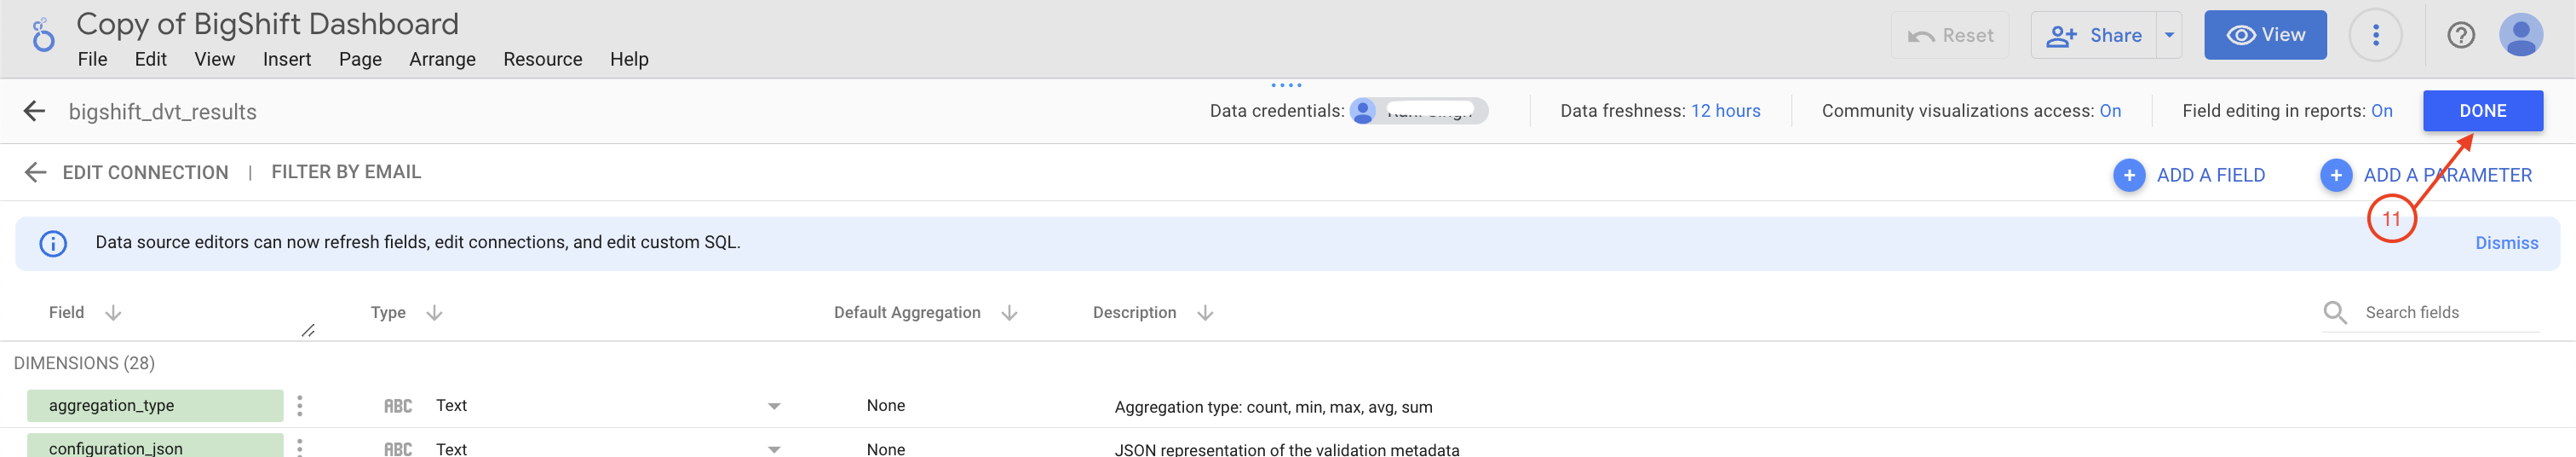 Copy of BigShift Dashboard
File Edit View Insert Page Arrange Resource Help
Reset
Share
View
bigshift_dvt_results
Data credentials:
Data freshness: 12 hours
Community visualizations access: On
Field editing in reports: On
DONE
EDIT CONNECTION | FILTER BY EMAIL
ADD A FIELD
ADD A PARAMETER
11
Data source editors can now refresh fields, edit connections, and edit custom SQL.
Dismiss
Field Type Default Aggregation Description Search fields
DIMENSIONS (28)
aggregation_type ABC Text None Aggregation type: count, min, max, avg, sum
configuration_json ABC Text None JSON representation of the validation metadata